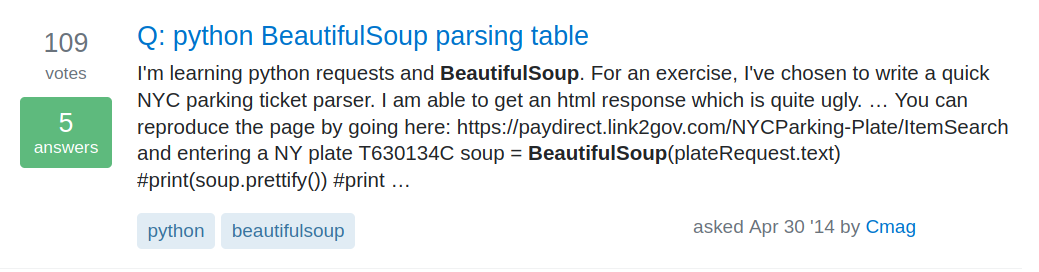 109
votes
5
answers
Q: python BeautifulSoup parsing table
I'm learning python requests and BeautifulSoup. For an exercise, I've chosen to write a quick
NYC parking ticket parser. I am able to get an html response which is quite ugly. … You can
reproduce the page by going here: https://paydirect.link2gov.com/NYCParking-Plate/ItemSearch
and entering a NY plate T630134C soup = BeautifulSoup(plateRequest.text)
#print(soup.prettify()) #print …
python beautifulsoup
asked Apr 30 '14 by Cmag